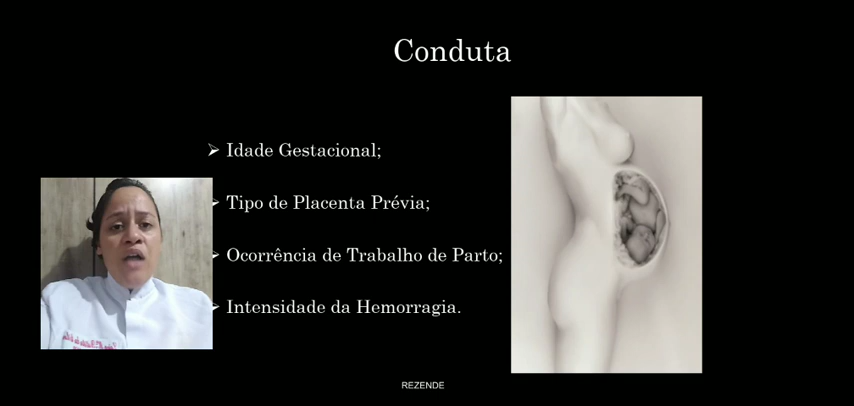 Conduta
Idade Gestacional;
Tipo de Placenta Prévia;
Ocorrência de Trabalho de Parto;
Intensidade da Hemorragia.
REZENDE